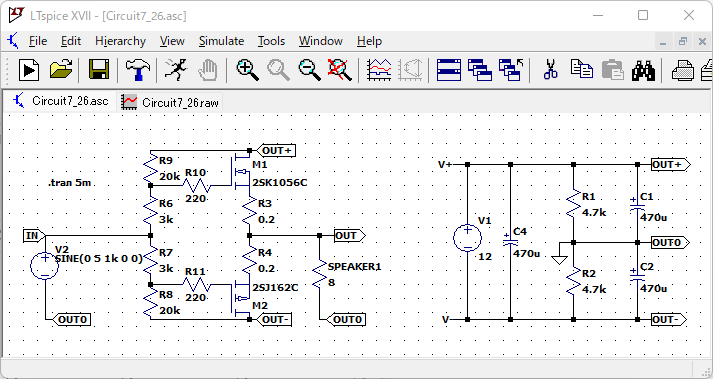 LTspice XVII - [Circuit7_26.asc]
File Edit Hierarchy View Simulate Tools Window Help
Circuit7_26.asc Circuit7_26.raw
.tran 5m
R9
20k
R10
220
OUT+
M1
2SK1056C
R6
3k
R3
0.2
IN
OUT
V2
SINE(0 5 1k 0 0)
R7
3k
R4
0.2
R11
220
2SJ162C
M2
R8
20k
SPEAKER1
8
OUT0
OUT-
OUT0
V+
OUT+
R1
4.7k
C1
470u
V1
12
C4
470u
OUT0
R2
4.7k
C2
470u
V-
OUT-